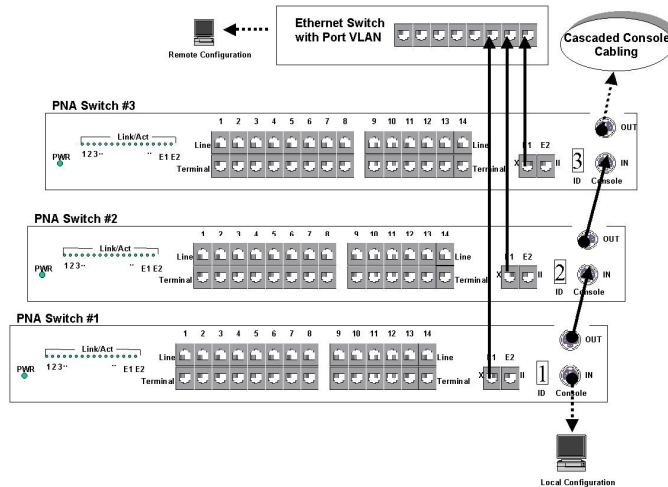 Ethernet Switch
with Port VLAN
Remote Configuration
Cascaded Console
Cabling
PNA Switch #3
1 2 3 4 5 6 7 8 9 10 11 12 13 14
Link/Act
Line Line E1 E2 OUT
PWR 123·· ·· E1 E2
Terminal Terminal X II 3 IN
ID Console
PNA Switch #2
1 2 3 4 5 6 7 8 9 10 11 12 13 14
Link/Act
Line Line E1 E2 OUT
PWR 123·· ·· E1 E2
Terminal Terminal X II 2 IN
ID Console
PNA Switch #1
1 2 3 4 5 6 7 8 9 10 11 12 13 14
Link/Act
Line Line E1 E2 OUT
PWR 123·· ·· E1 E2
Terminal Terminal X II 1 IN
ID Console
Local Configuration